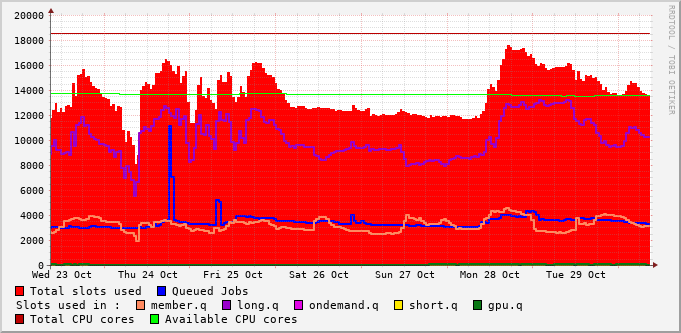 20000
18000
16000
14000
12000
10000
8000
6000
4000
2000
0
Wed 23 Oct Thu 24 Oct Fri 25 Oct Sat 26 Oct Sun 27 Oct Mon 28 Oct Tue 29 Oct
RRDTOOL / TOBI OETIKER
Total slots used Queued Jobs
Slots used in : member.q long.q ondemand.q short.q gpu.q
Total CPU cores Available CPU cores